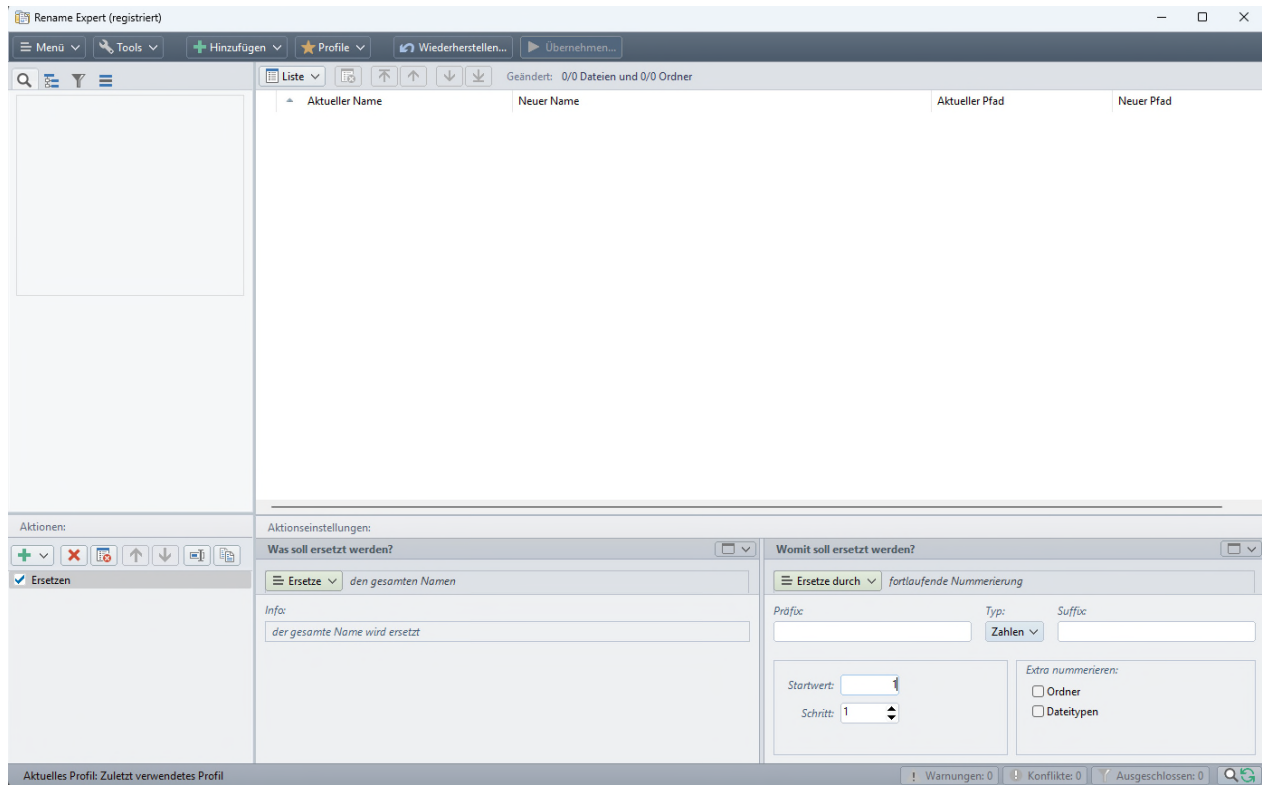 Rename Expert (registriert)
Menü Tools Hinzufügen Profile Wiederherstellen... Übernehmen...
Liste Geändert: 0/0 Dateien und 0/0 Ordner
Aktueller Name Neuer Name Aktueller Pfad Neuer Pfad
Aktionen:
Ersetzen
Aktionseinstellungen:
Was soll ersetzt werden?
Ersetze den gesamten Namen
Info:
der gesamte Name wird ersetzt
Womit soll ersetzt werden?
Ersetze durch fortlaufende Nummerierung
Präfix: Typ: Suffix:
Zahlen
Startwert: 1
Schritt: 1
Extra nummerieren:
Ordner
Dateitypen
Aktuelles Profil: Zuletzt verwendetes Profil
Warnungen: 0 Konflikte: 0 Ausgeschlossen: 0